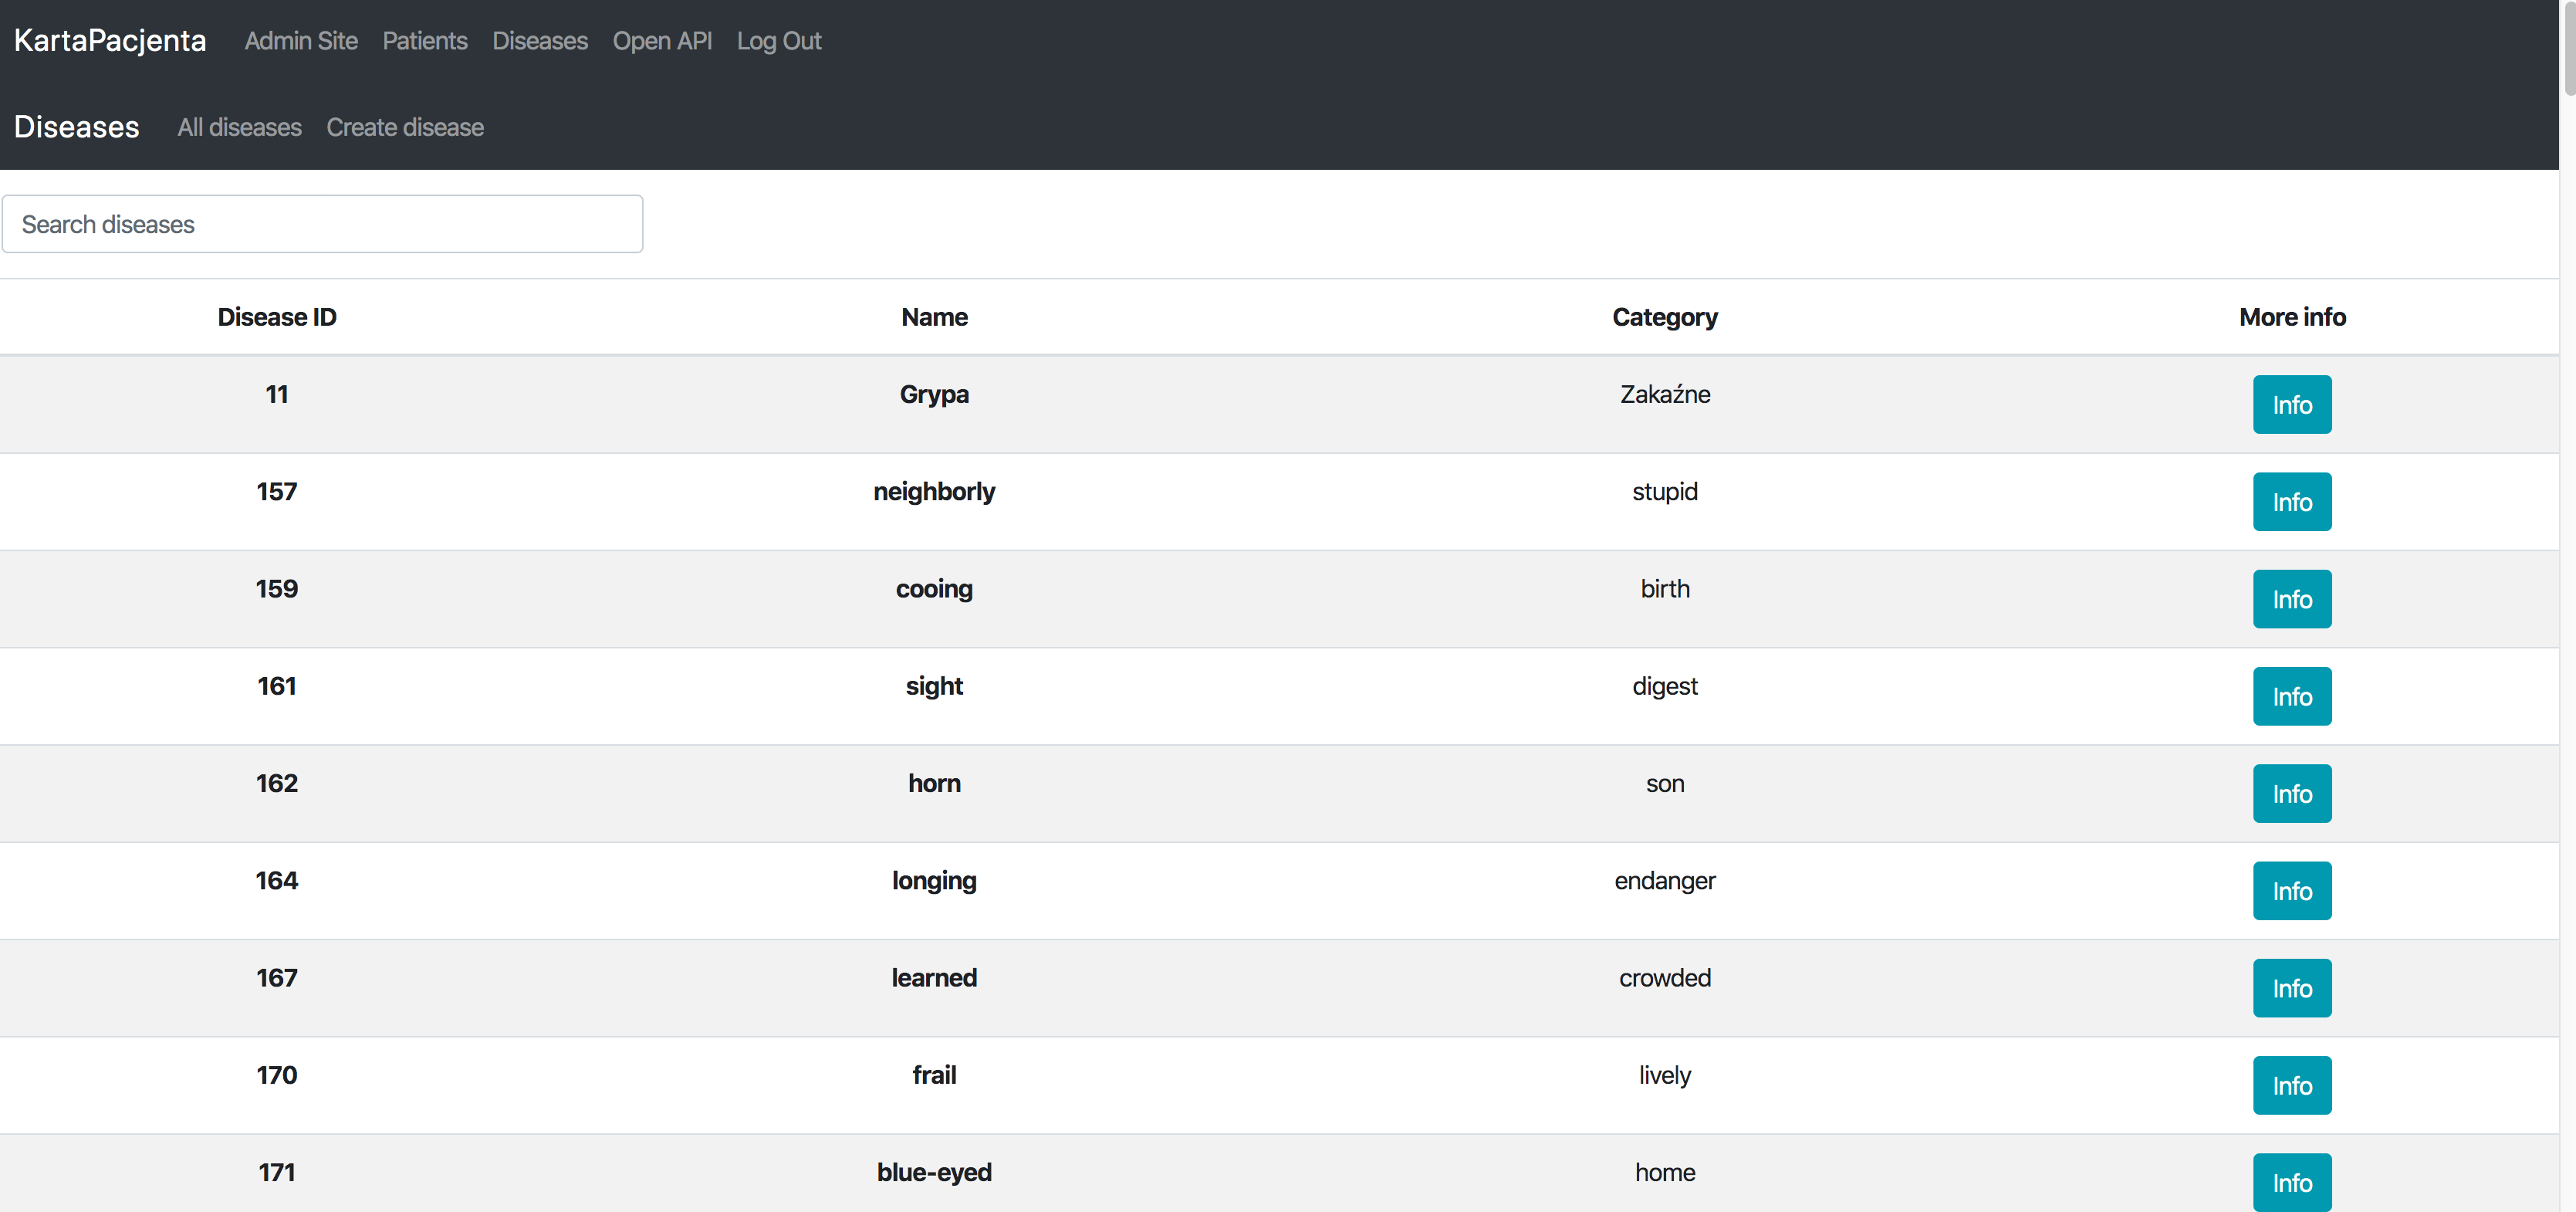 KartaPacjenta Admin Site Patients Diseases Open API Log Out
Diseases All diseases Create disease
Search diseases
Disease ID Name Category More info
11 Grypa Zakaźne Info
157 neighborly stupid Info
159 cooing birth Info
161 sight digest Info
162 horn son Info
164 longing endanger Info
167 learned crowded Info
170 frail lively Info
171 blue-eyed home Info